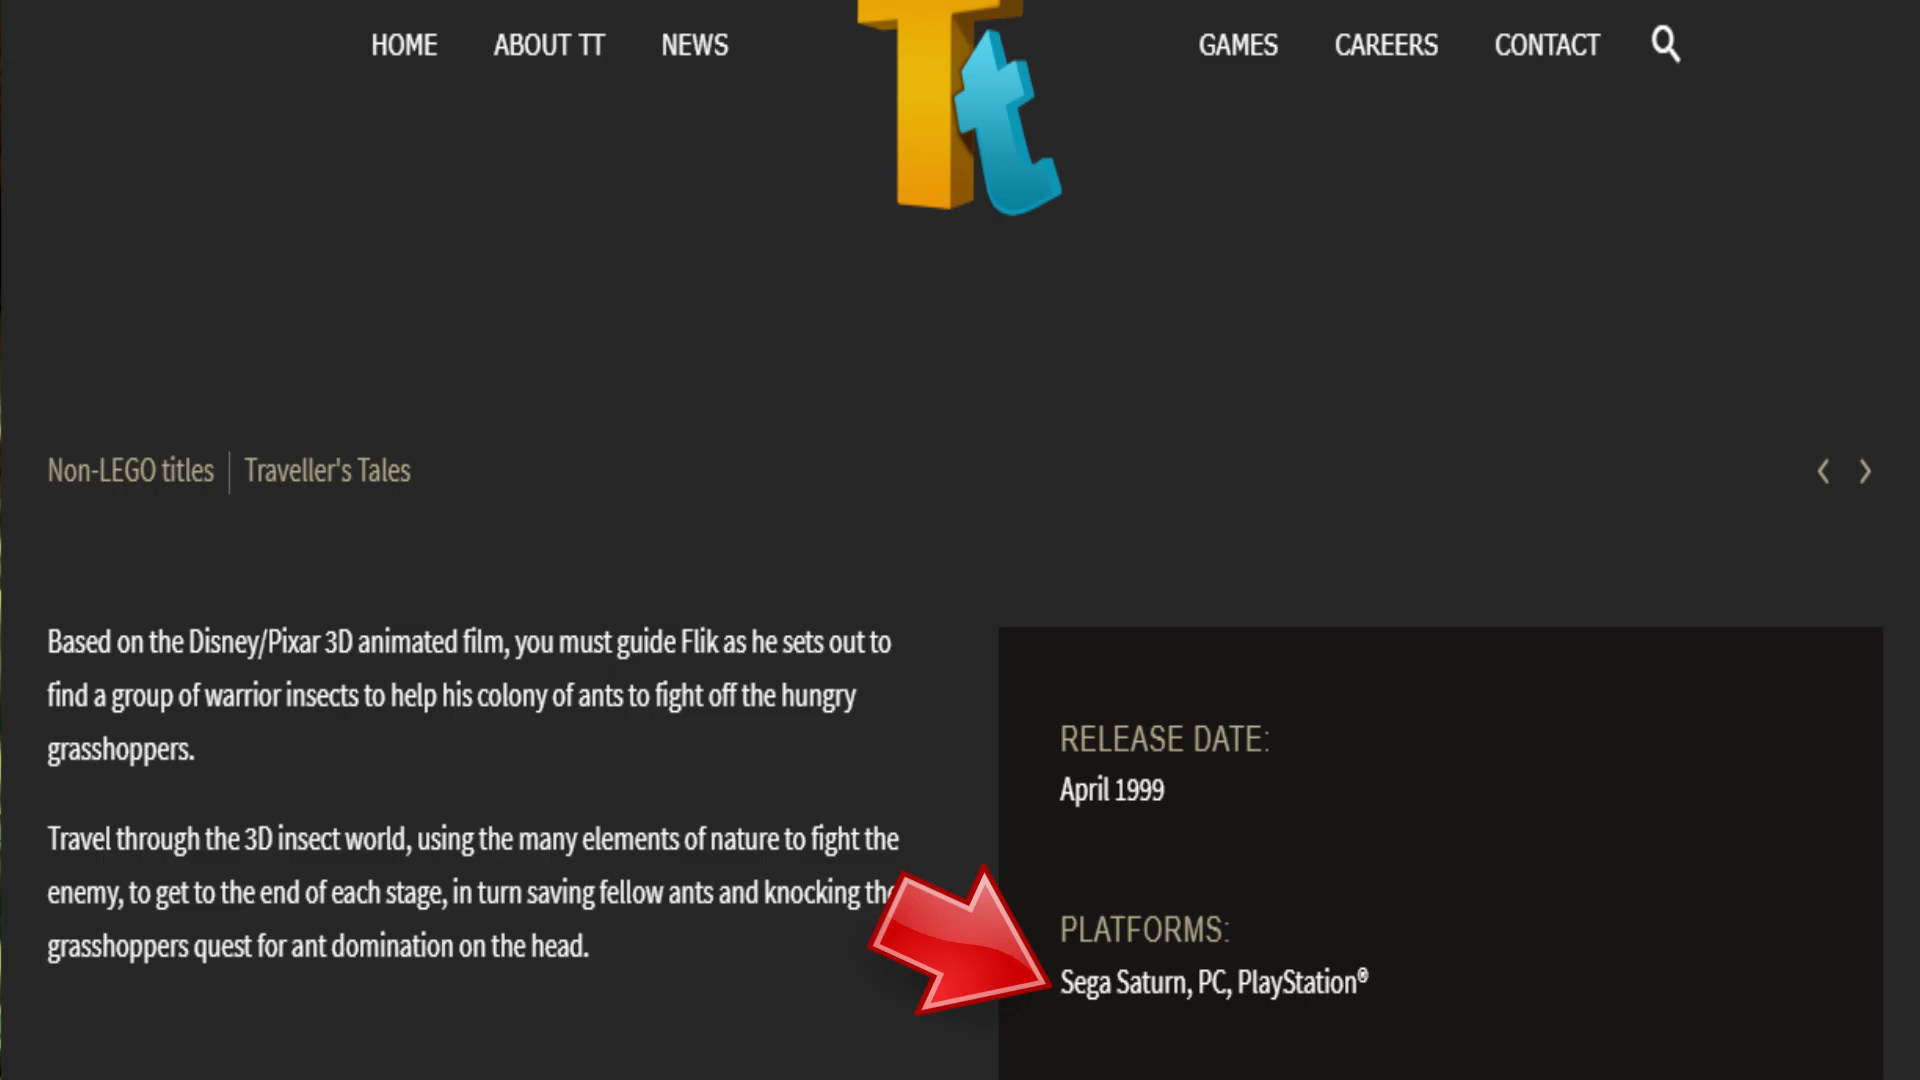 HOME ABOUT TT NEWS Tt GAMES CAREERS CONTACT
Non-LEGO titles Traveller's Tales
Based on the Disney/Pixar 3D animated film, you must guide Flik as he sets out to
find a group of warrior insects to help his colony of ants to fight off the hungry
grasshoppers.
Travel through the 3D insect world, using the many elements of nature to fight the
enemy, to get to the end of each stage, in turn saving fellow ants and knocking the
grasshoppers quest for ant domination on the head.
RELEASE DATE:
April 1999
PLATFORMS:
Sega Saturn, PC, PlayStation®